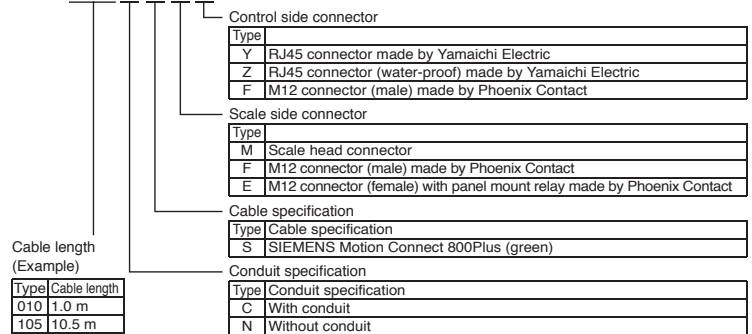 Control side connector
Type
Y RJ45 connector made by Yamaichi Electric
Z RJ45 connector (water-proof) made by Yamaichi Electric
F M12 connector (male) made by Phoenix Contact
Scale side connector
Type
M Scale head connector
F M12 connector (male) made by Phoenix Contact
E M12 connector (female) with panel mount relay made by Phoenix Contact
Cable specification
Type Cable specification
S SIEMENS Motion Connect 800Plus (green)
Conduit specification
Type Conduit specification
C With conduit
N Without conduit
Cable length
(Example)
Type Cable length
010 1.0 m
105 10.5 m